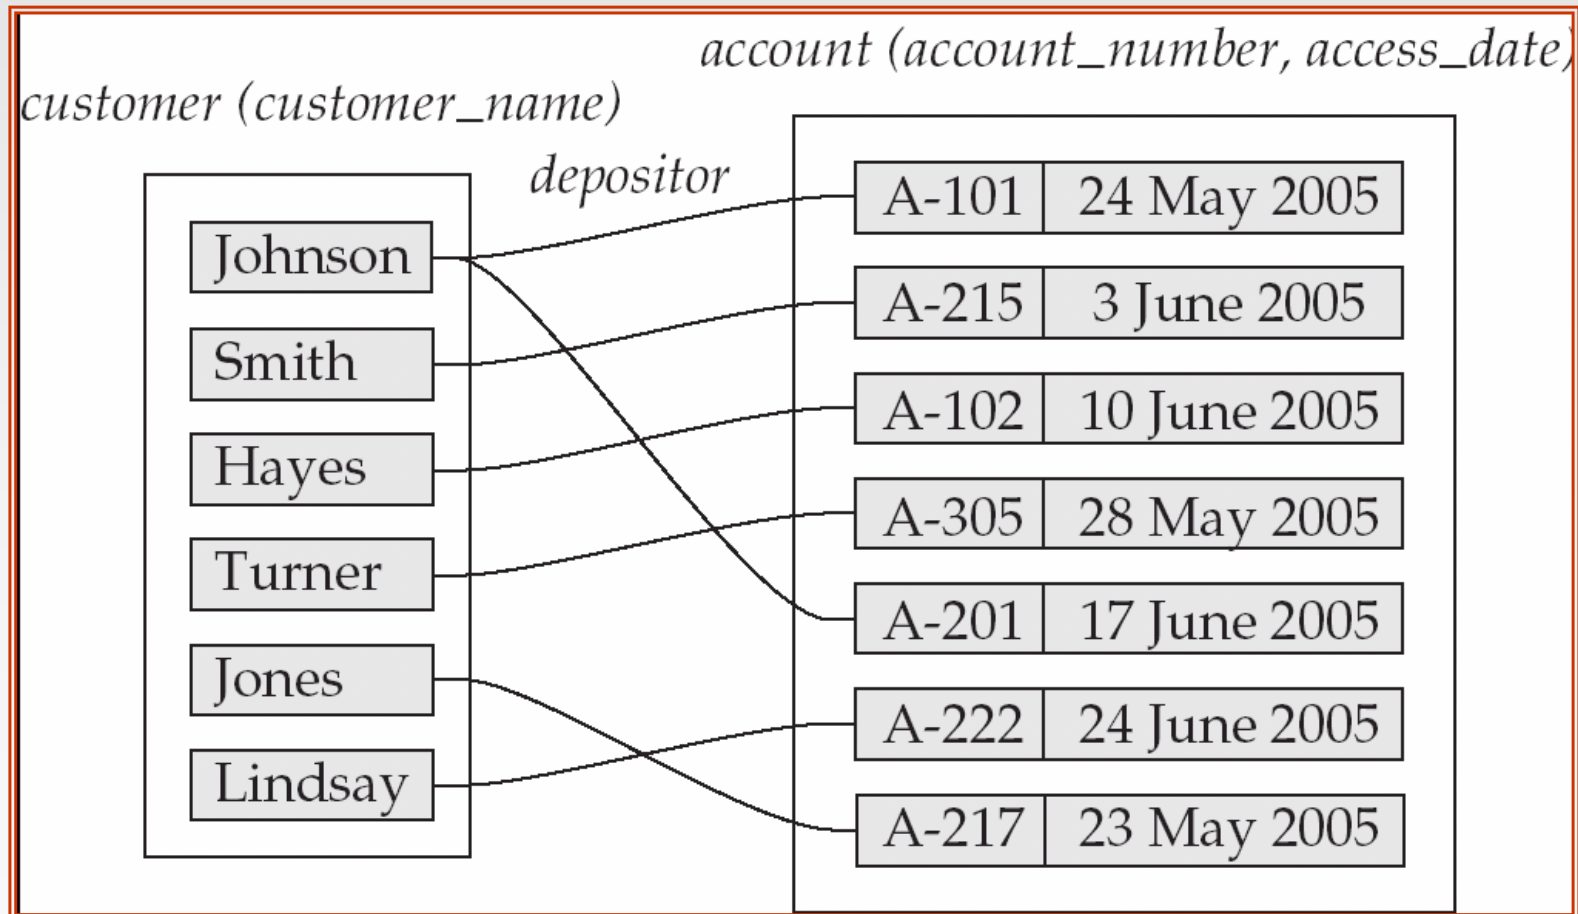 account (account_number, access_date)
customer (customer_name)
depositor
Johnson
Smith
Hayes
Turner
Jones
Lindsay
A-101 24 May 2005
A-215 3 June 2005
A-102 10 June 2005
A-305 28 May 2005
A-201 17 June 2005
A-222 24 June 2005
A-217 23 May 2005